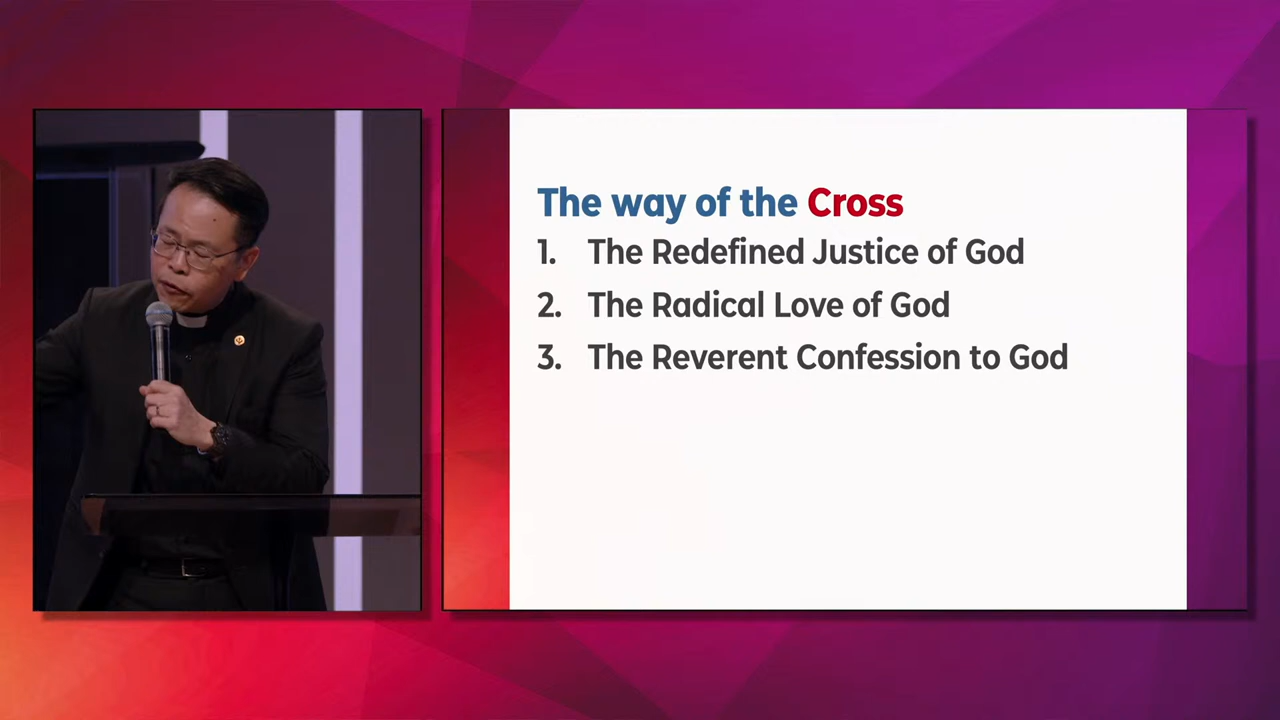 The way of the Cross
1. The Redefined Justice of God
2. The Radical Love of God
3. The Reverent Confession to God